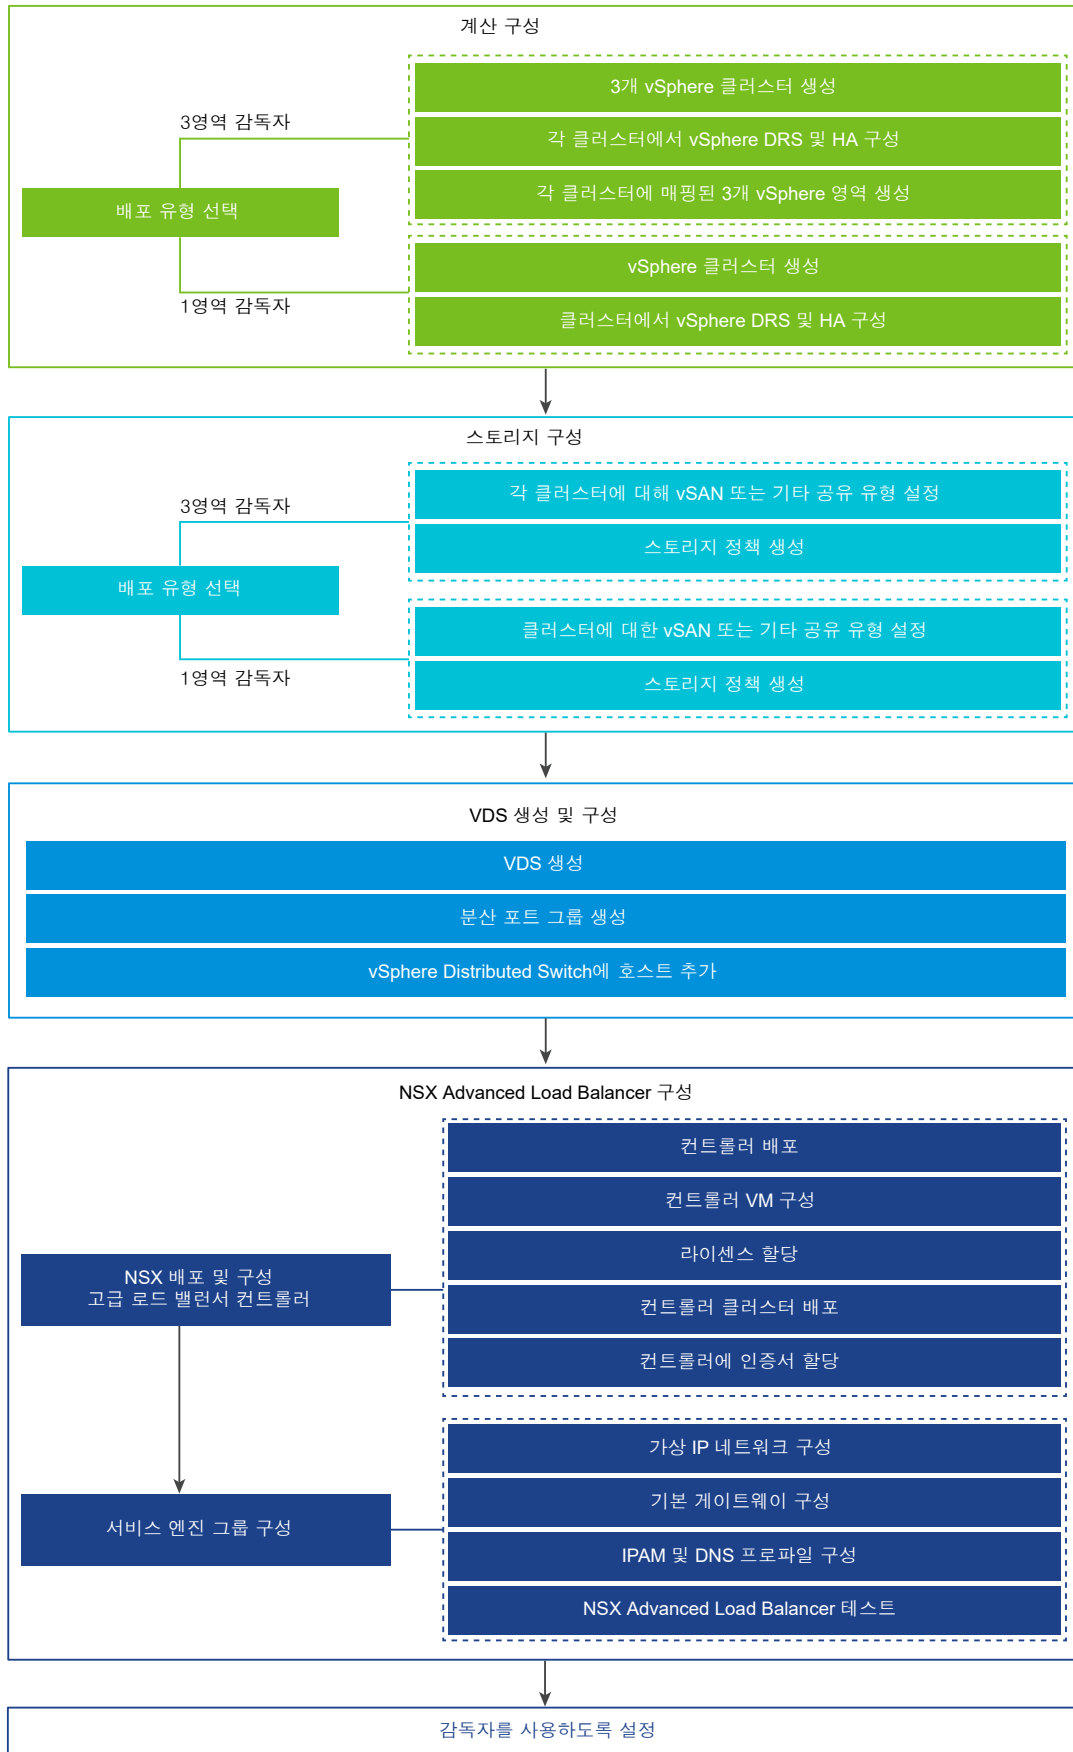 계산 구성
3개 vSphere 클러스터 생성
3영역 감독자
각 클러스터에서 vSphere DRS 및 HA 구성
각 클러스터에 매핑된 3개 vSphere 영역 생성
배포 유형 선택
vSphere 클러스터 생성
1영역 감독자
클러스터에서 vSphere DRS 및 HA 구성
스토리지 구성
각 클러스터에 대해 vSAN 또는 기타 공유 유형 설정
3영역 감독자
스토리지 정책 생성
배포 유형 선택
클러스터에 대한 vSAN 또는 기타 공유 유형 설정
1영역 감독자
스토리지 정책 생성
VDS 생성 및 구성
VDS 생성
분산 포트 그룹 생성
vSphere Distributed Switch에 호스트 추가
NSX Advanced Load Balancer 구성
컨트롤러 배포
컨트롤러 VM 구성
라이센스 할당
NSX 배포 및 구성
고급 로드 밸런서 컨트롤러
컨트롤러 클러스터 배포
컨트롤러에 인증서 할당
가상 IP 네트워크 구성
기본 게이트웨이 구성
서비스 엔진 그룹 구성
IPAM 및 DNS 프로파일 구성
NSX Advanced Load Balancer 테스트
감독자를 사용하도록 설정